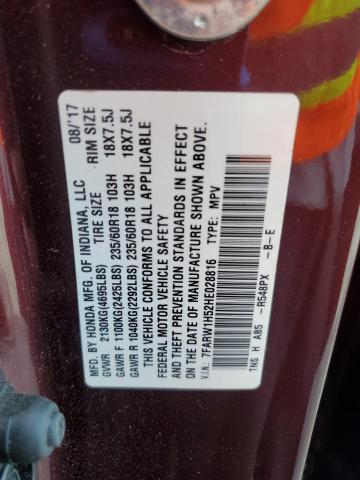 MFD. BY HONDA MFG. OF INDIANA, LLC 08/'17
TIRE SIZE RIM SIZE
GVWR 2130KG(4695LBS)
GAWR F 1100KG(2425LBS) 235/60R18 103H 18X7.5J
GAWR R 1040KG(2292LBS) 235/60R18 103H 18X7.5J
THIS VEHICLE CONFORMS TO ALL APPLICABLE
FEDERAL MOTOR VEHICLE SAFETY
AND THEFT PREVENTION STANDARDS IN EFFECT
ON THE DATE OF MANUFACTURE SHOWN ABOVE.
V.I.N.: 7FARW1H52HE028816 TYPE: MPV
TNS H A85 -R548PX -B-E